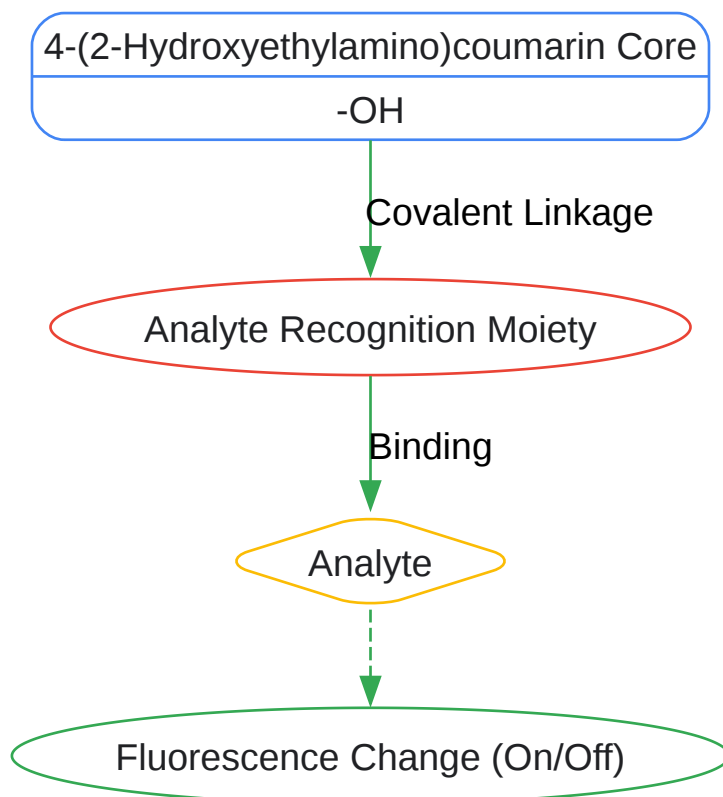 4-(2-Hydroxyethylamino)coumarin Core
-OH
Covalent Linkage
Analyte Recognition Moiety
Binding
Analyte
Fluorescence Change (On/Off)